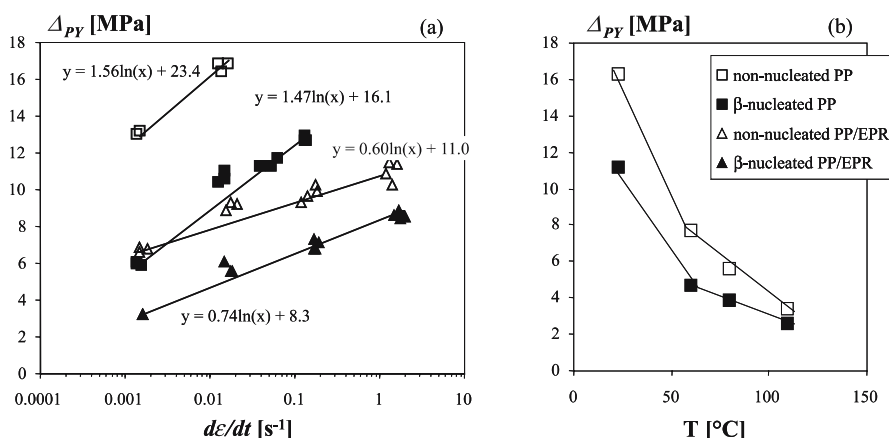 Δ_PY [MPa]
(a)
18
16
14
12
10
8
6
4
2
0
y = 1.56ln(x) + 23.4
y = 1.47ln(x) + 16.1
y = 0.60ln(x) + 11.0
y = 0.74ln(x) + 8.3
0.0001
0.001
0.01
0.1
1
10
dε/dt [s⁻¹]
Δ_PY [MPa]
(b)
18
16
14
12
10
8
6
4
2
0
non-nucleated PP
β-nucleated PP
non-nucleated PP/EPR
β-nucleated PP/EPR
0
50
100
150
T [°C]